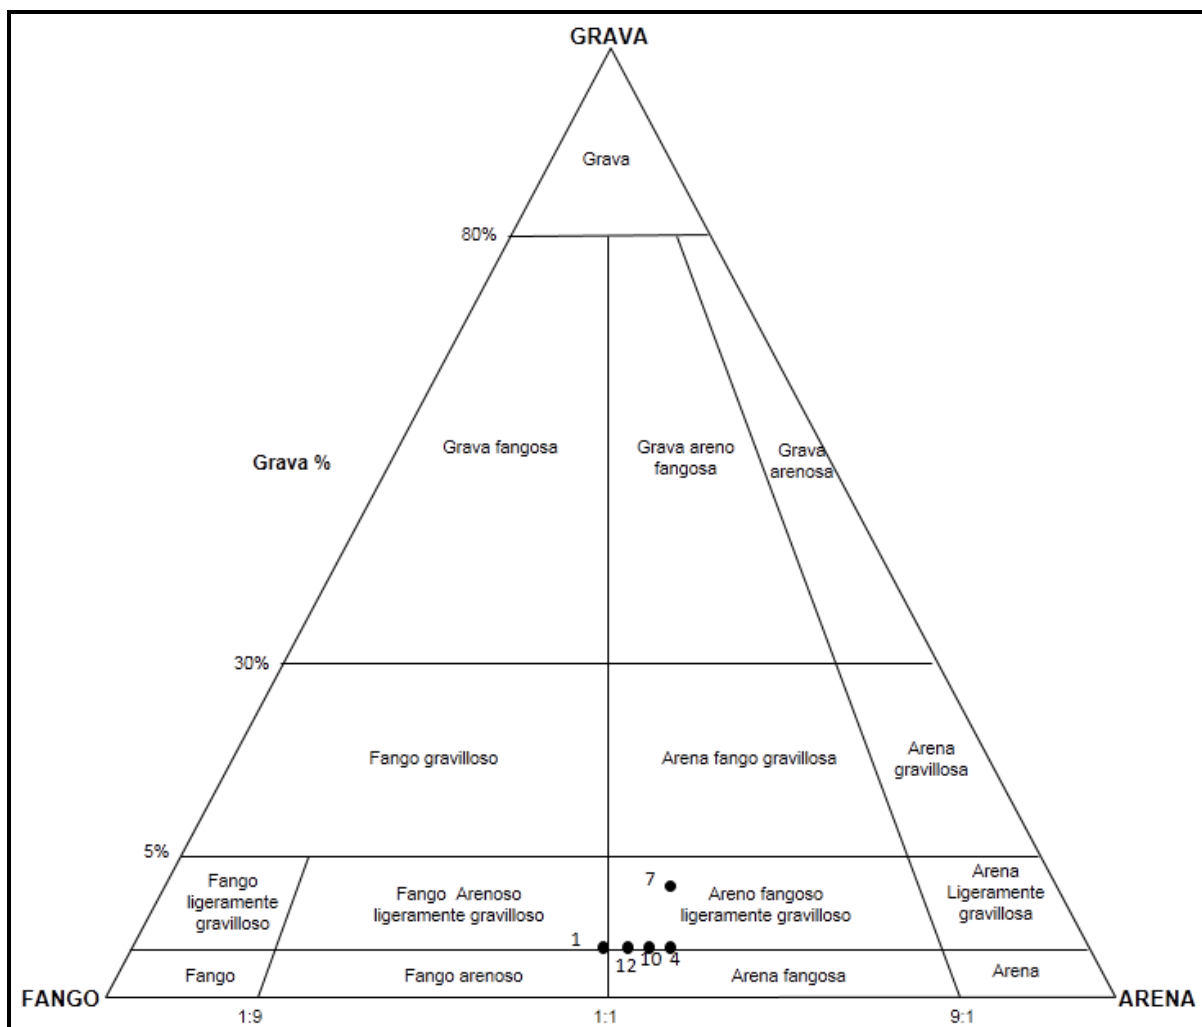 GRAVA
Grava
80%
Grava fangosa
Grava areno
fangosa
Grava
arenosa
Grava %
30%
Fango gravilloso
Arena fango gravillosa
Arena
gravillosa
5%
Fango
ligeramente
gravilloso
Fango Arenoso
ligeramente gravilloso
7
Areno fangoso
ligeramente gravilloso
Arena
Ligeramente
gravillosa
1
12
10
4
Fango
Fango arenoso
Arena fangosa
Arena
FANGO
ARENA
1:9
1:1
9:1